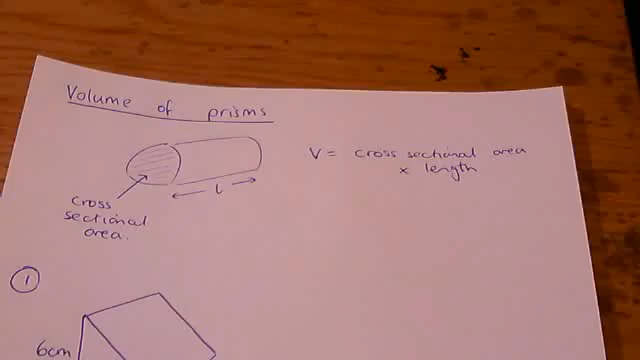 Volume of prisms
V = cross sectional area
x length
L
cross
sectional
area.
1
6cm